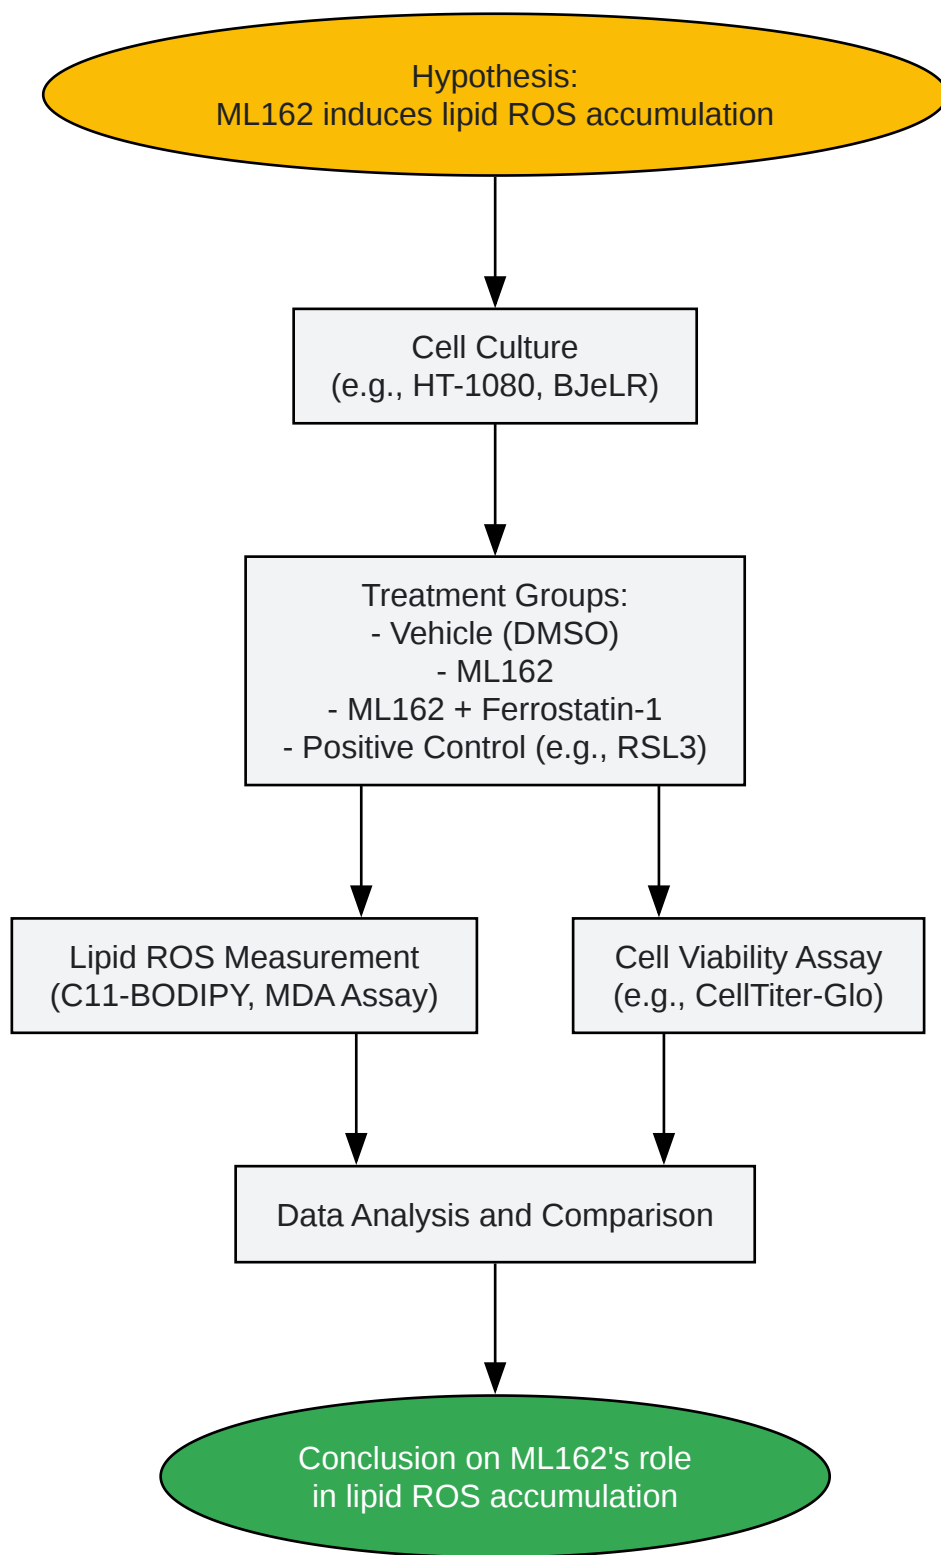 Hypothesis:
ML162 induces lipid ROS accumulation
Cell Culture
(e.g., HT-1080, BJeLR)
Treatment Groups:
- Vehicle (DMSO)
- ML162
- ML162 + Ferrostatin-1
- Positive Control (e.g., RSL3)
Lipid ROS Measurement
(C11-BODIPY, MDA Assay)
Cell Viability Assay
(e.g., CellTiter-Glo)
Data Analysis and Comparison
Conclusion on ML162's role
in lipid ROS accumulation